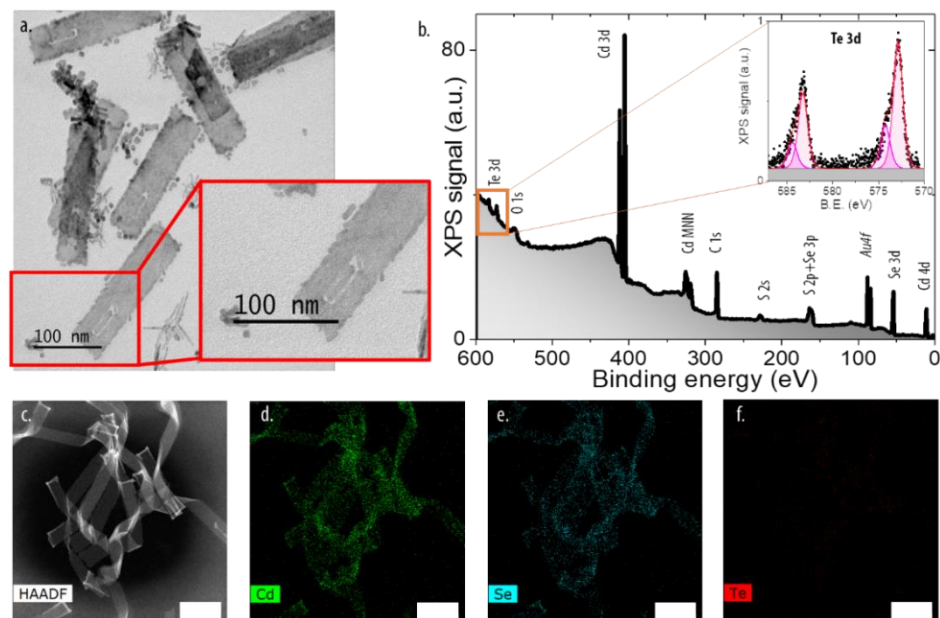 a.
100 nm
100 nm
b.
XPS signal (a.u.)
80
0
Te 3d
O 1s
Cd 3d
Cd MNN
C 1s
S 2s
S 2p+Se 3p
Au4f
Se 3d
Cd 4d
600
500
400
300
200
100
0
Binding energy (eV)
Te 3d
XPS signal (a.u.)
1
0
585
580
575
570
B.E. (eV)
c.
HAADF
d.
Cd
e.
Se
f.
Te